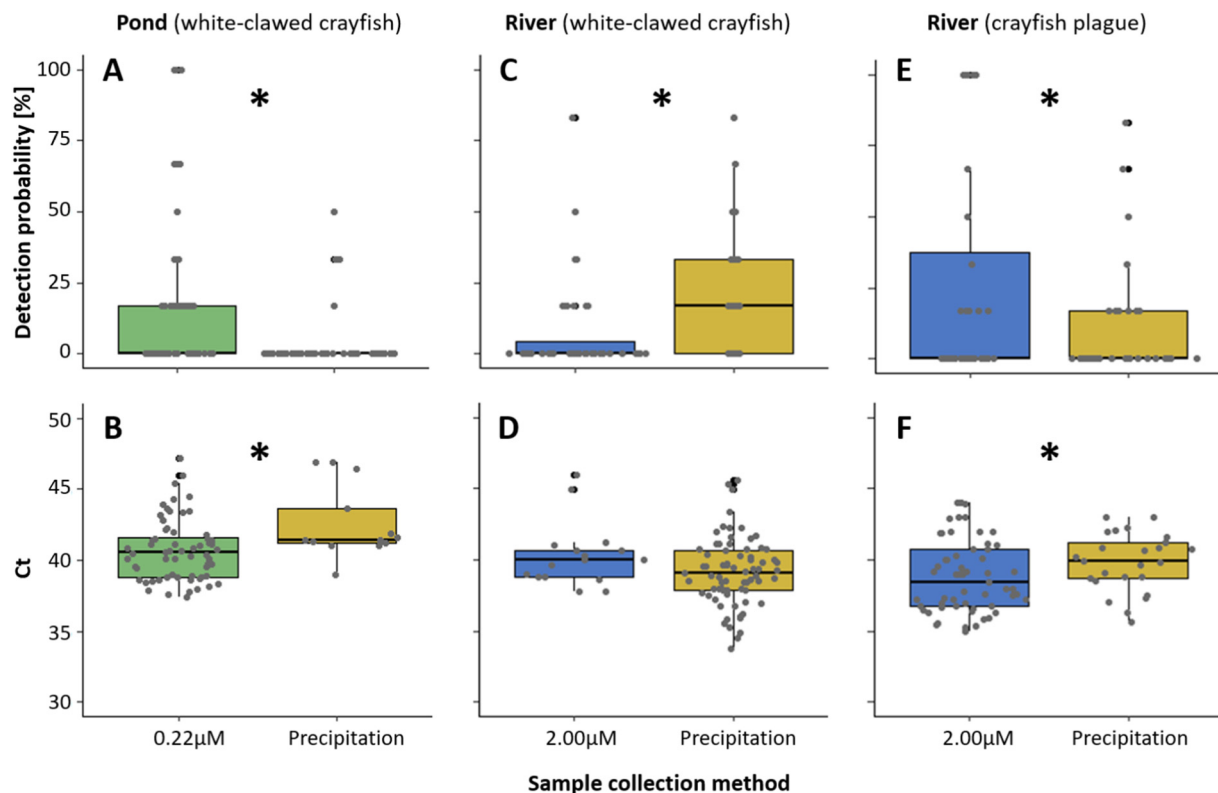 Pond (white-clawed crayfish)
River (white-clawed crayfish)
River (crayfish plague)
A
*
C
*
E
*
Detection probability [%]
100
75
50
25
0
B
*
D
F
*
Ct
50
45
40
35
30
0.22µM
Precipitation
2.00µM
Precipitation
2.00µM
Precipitation
Sample collection method